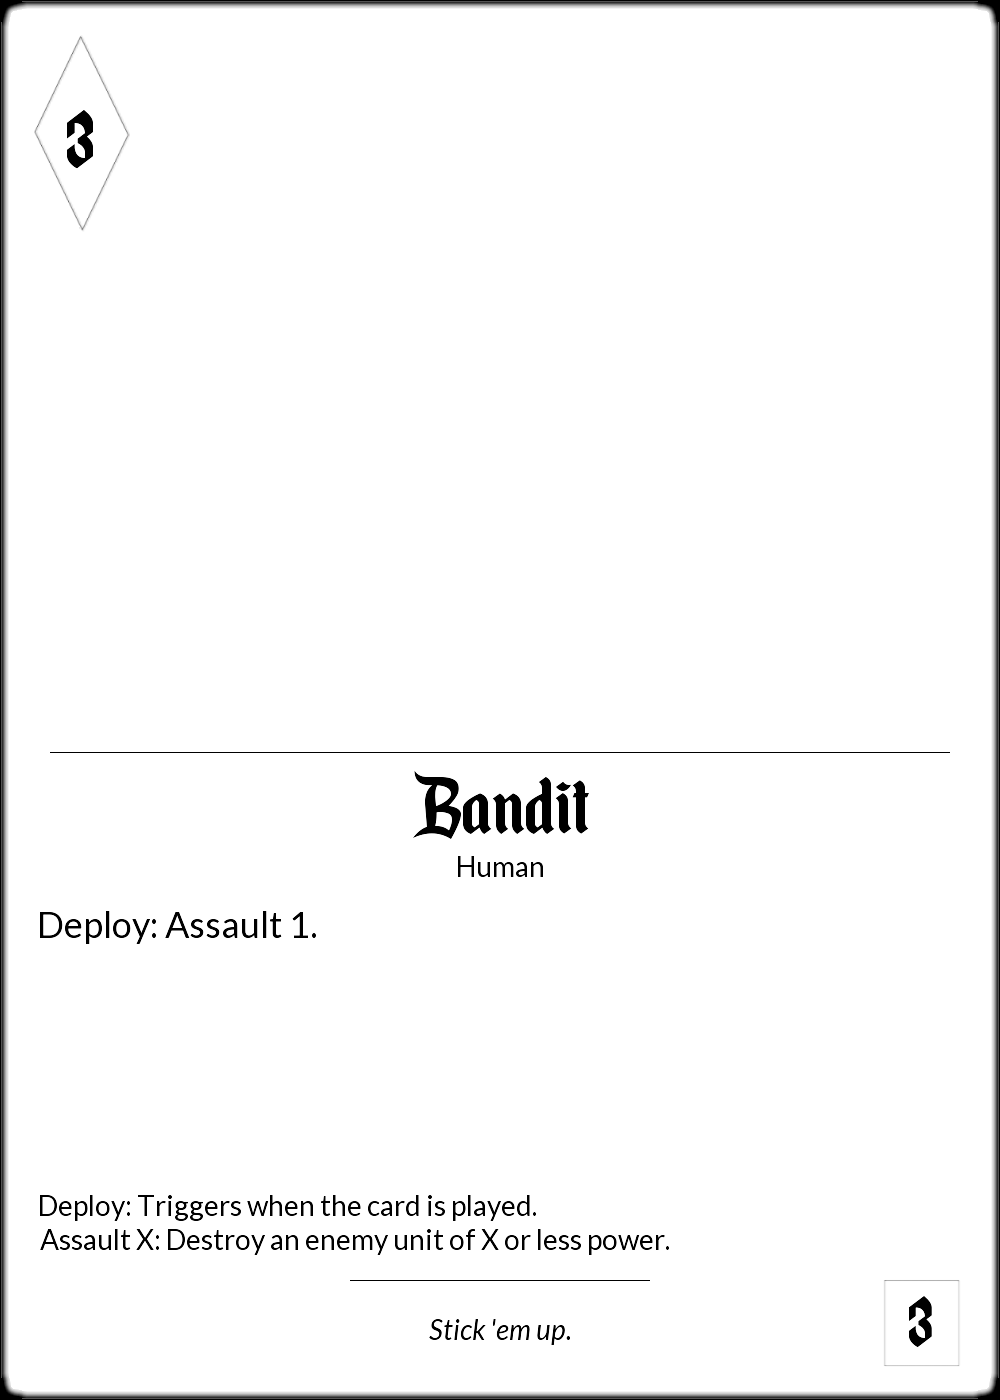 3
Bandit
Human
Deploy: Assault 1.
Deploy: Triggers when the card is played.
Assault X: Destroy an enemy unit of X or less power.
Stick 'em up.
3